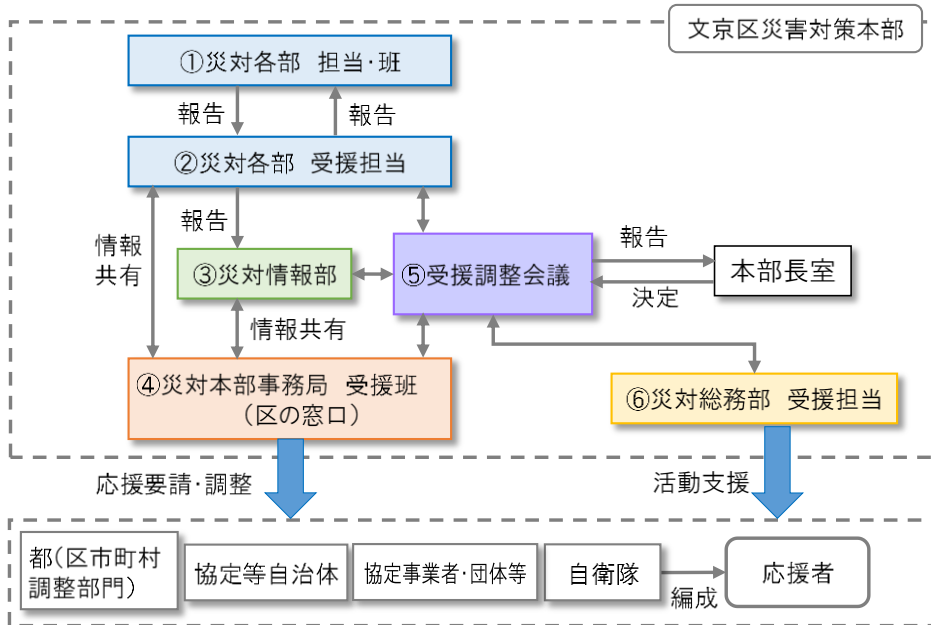 文京区災害対策本部
①災対各部 担当・班
報告
報告
②災対各部 受援担当
情報
共有
報告
③災対情報部
⑤受援調整会議
報告
決定
本部長室
情報共有
④災対本部事務局 受援班
（区の窓口）
⑥災対総務部 受援担当
応援要請・調整
活動支援
都（区市町村
調整部門）
協定等自治体
協定事業者・団体等
自衛隊
編成
応援者